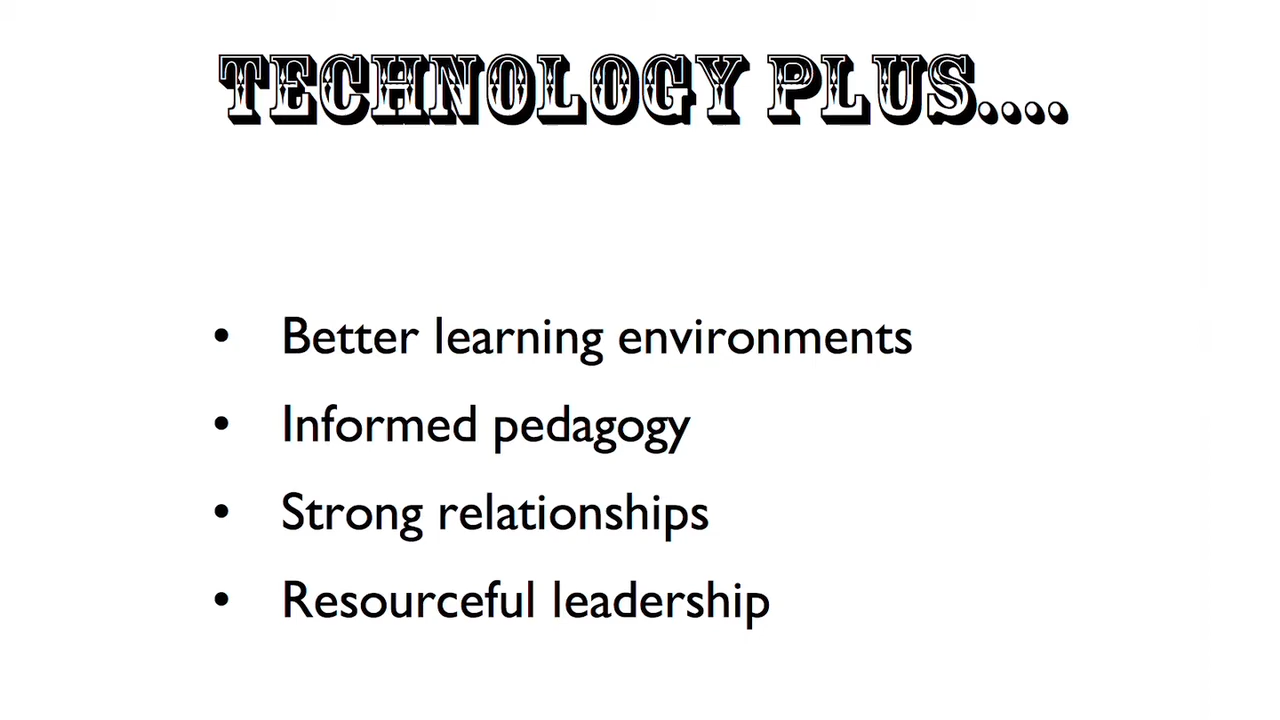 TECHNOLOGY PLUS....
• Better learning environments
• Informed pedagogy
• Strong relationships
• Resourceful leadership